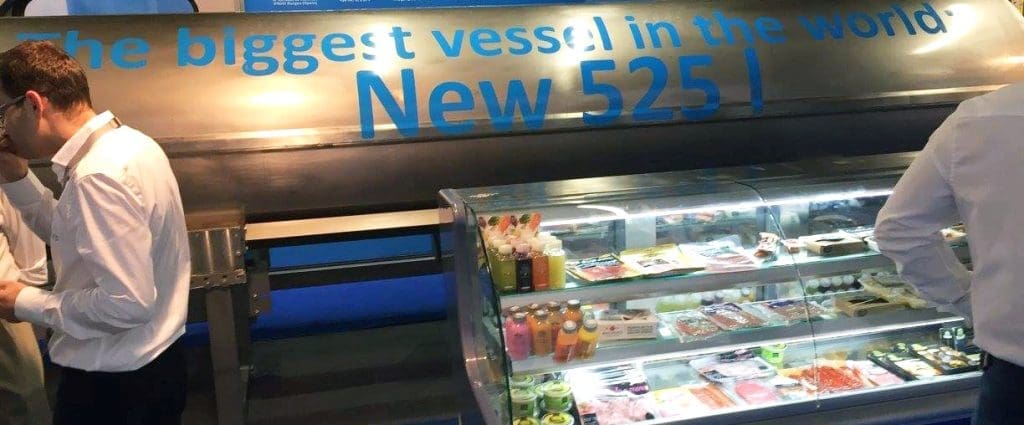 The biggest vessel in the world:
New 525 l